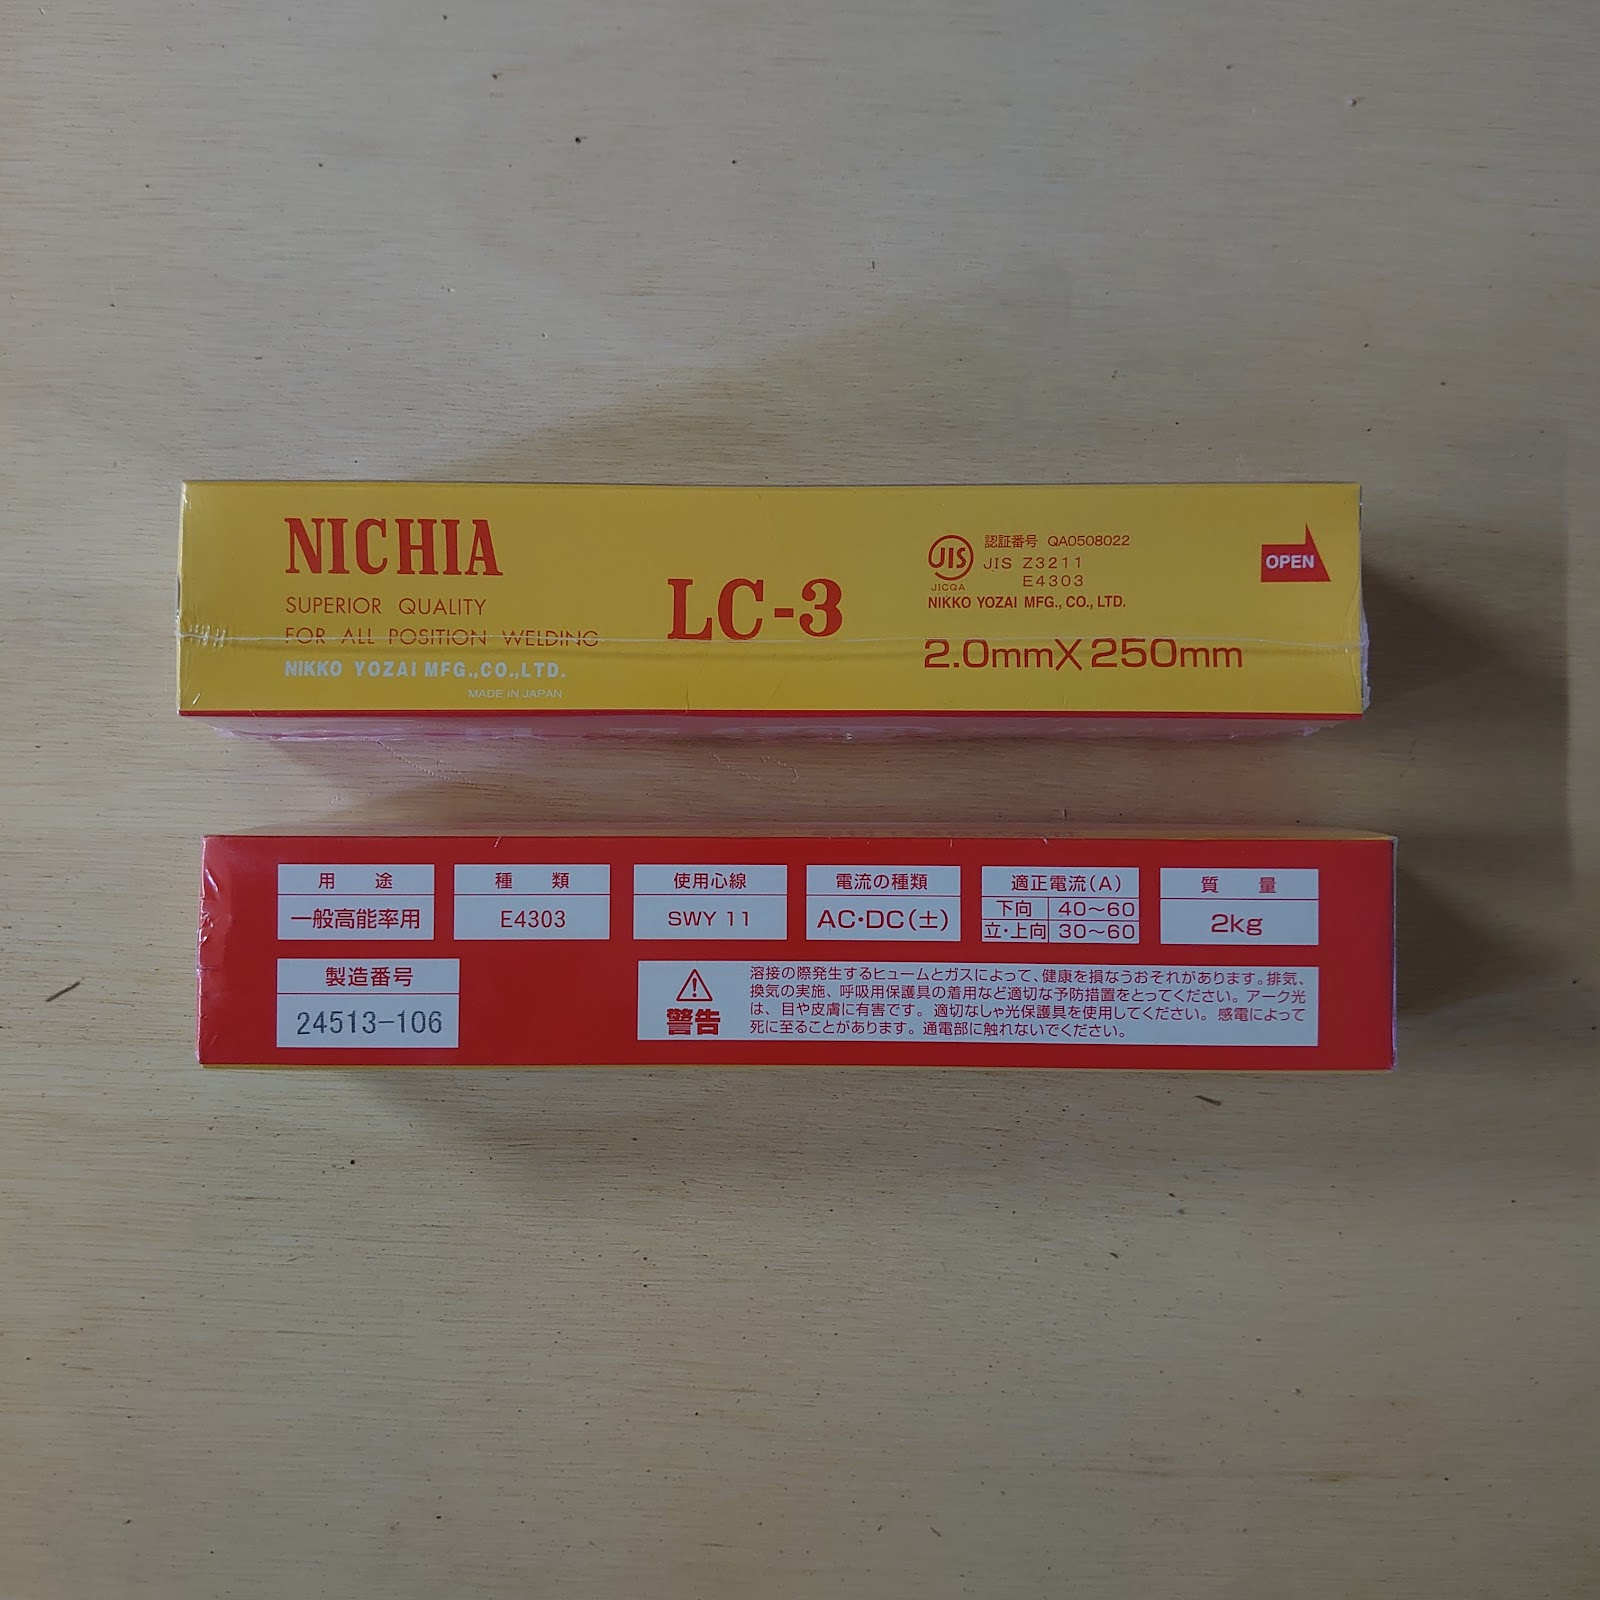 NICHIA
SUPERIOR QUALITY
FOR ALL POSITION WELDING
NIKKO YOZAI MFG.,CO.,LTD.
MADE IN JAPAN
LC-3
JIS
JICQA
認証番号 QA0508022
JIS Z3211
E4303
NIKKO YOZAI MFG., CO., LTD.
2.0mmX250mm
OPEN
用途
一般高能率用
種類
E4303
使用心線
SWY 11
電流の種類
AC・DC(±)
適正電流(A)
下向 40〜60
立・上向 30〜60
質量
2kg
製造番号
24513-106
警告
溶接の際発生するヒュームとガスによって、健康を損なうおそれがあります。排気、
換気の実施、呼吸用保護具の着用など適切な予防措置をとってください。アーク光
は、目や皮膚に有害です。適切なしゃ光保護具を使用してください。感電によって
死に至ることがあります。通電部に触れないでください。